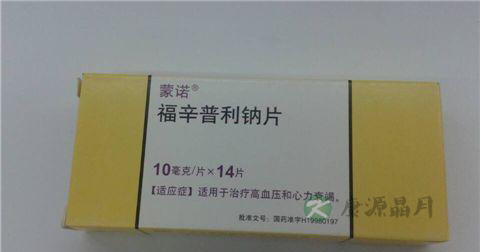 蒙诺®
福辛普利钠片
10毫克/片×14片
【适应症】适用于治疗高血压和心力衰竭。
批准文号：国药准字H19980197
康源晶月